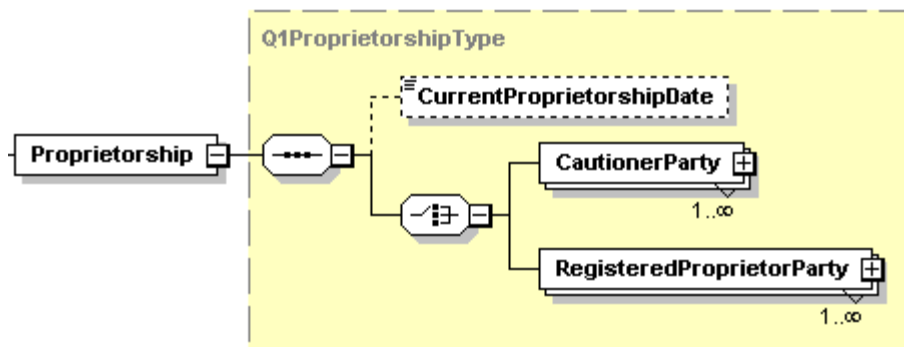 Q1ProprietorshipType
CurrentProprietorshipDate
Proprietorship
CautionerParty
1..∞
RegisteredProprietorParty
1..∞